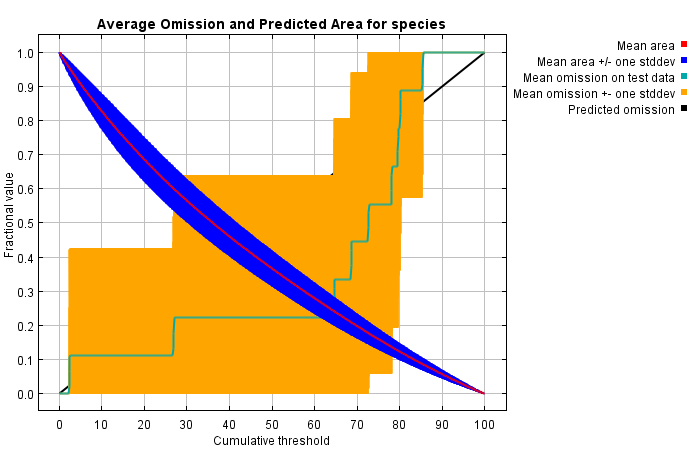 Average Omission and Predicted Area for species
Mean area
Mean area +/- one stddev
Mean omission on test data
Mean omission +- one stddev
Predicted omission
Fractional value
1.0
0.9
0.8
0.7
0.6
0.5
0.4
0.3
0.2
0.1
0.0
0 10 20 30 40 50 60 70 80 90 100
Cumulative threshold